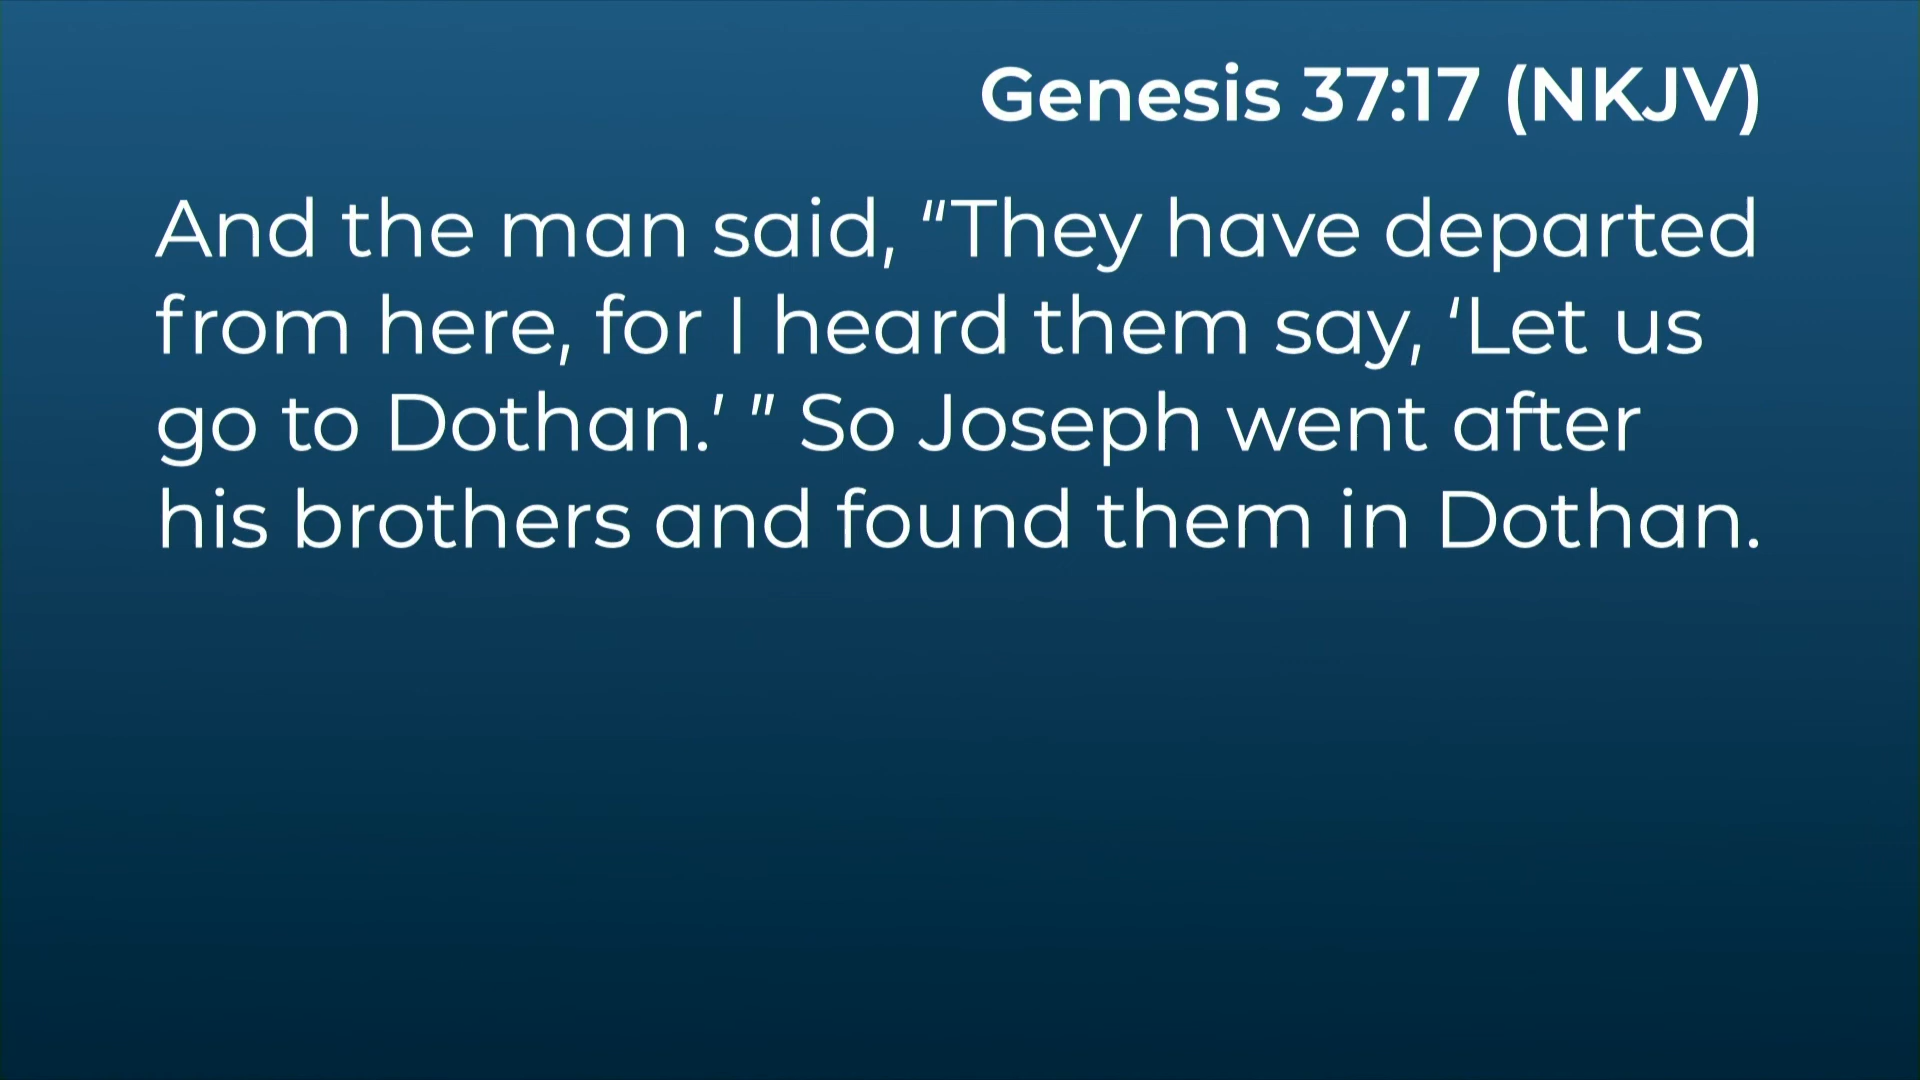 Genesis 37:17 (NKJV)
And the man said, “They have departed
from here, for I heard them say, ‘Let us
go to Dothan.’ ” So Joseph went after
his brothers and found them in Dothan.